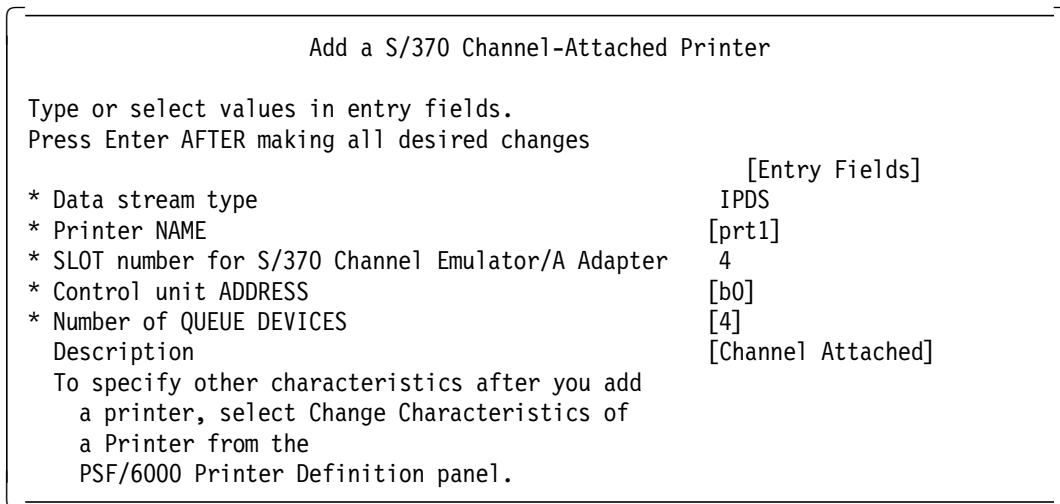 Add a S/370 Channel-Attached Printer
Type or select values in entry fields.
Press Enter AFTER making all desired changes
[Entry Fields]
* Data stream type IPDS
* Printer NAME [prt1]
* SLOT number for S/370 Channel Emulator/A Adapter 4
* Control unit ADDRESS [b0]
* Number of QUEUE DEVICES [4]
Description [Channel Attached]
To specify other characteristics after you add
a printer, select Change Characteristics of
a Printer from the
PSF/6000 Printer Definition panel.